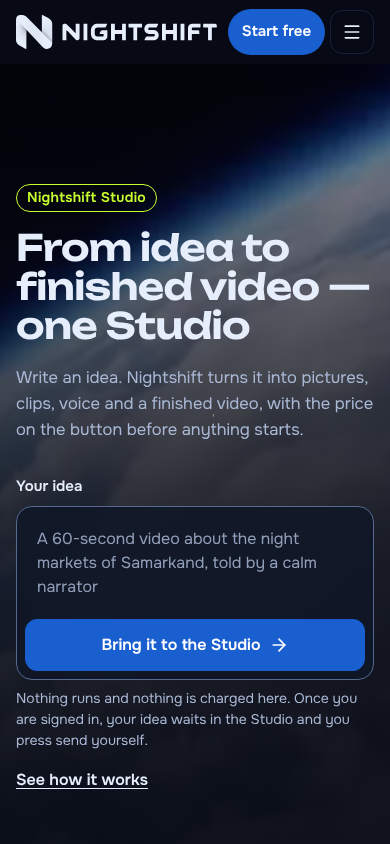 NIGHTSHIFT
Start free
Nightshift Studio
From idea to
finished video —
one Studio
Write an idea. Nightshift turns it into pictures,
clips, voice and a finished video, with the price
on the button before anything starts.
Your idea
A 60-second video about the night
markets of Samarkand, told by a calm
narrator
Bring it to the Studio →
Nothing runs and nothing is charged here. Once you
are signed in, your idea waits in the Studio and you
press send yourself.
See how it works